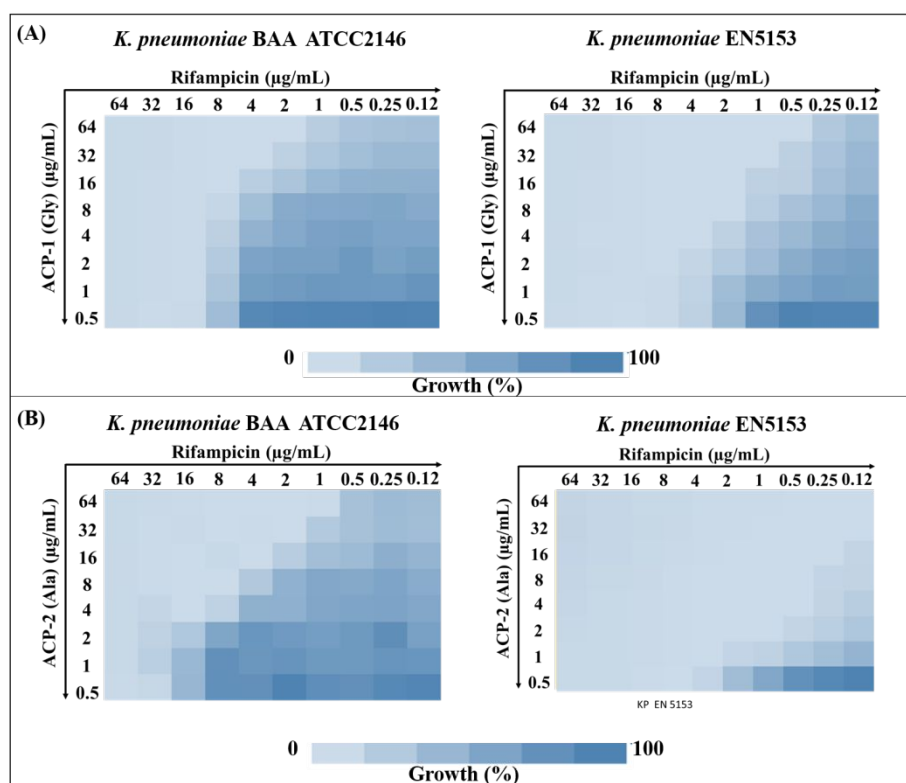 (A)
K. pneumoniae BAA ATCC2146
K. pneumoniae EN5153
Rifampicin (µg/mL)
64 32 16 8 4 2 1 0.5 0.25 0.12
ACP-1 (Gly) (µg/mL)
64
32
16
8
4
2
1
0.5
Rifampicin (µg/mL)
64 32 16 8 4 2 1 0.5 0.25 0.12
ACP-1 (Gly) (µg/mL)
64
32
16
8
4
2
1
0.5
0 100
Growth (%)
(B)
K. pneumoniae BAA ATCC2146
K. pneumoniae EN5153
Rifampicin (µg/mL)
64 32 16 8 4 2 1 0.5 0.25 0.12
ACP-2 (Ala) (µg/mL)
64
32
16
8
4
2
1
0.5
Rifampicin (µg/mL)
64 32 16 8 4 2 1 0.5 0.25 0.12
ACP-2 (Ala) (µg/mL)
64
32
16
8
4
2
1
0.5
KP EN 5153
0 100
Growth (%)